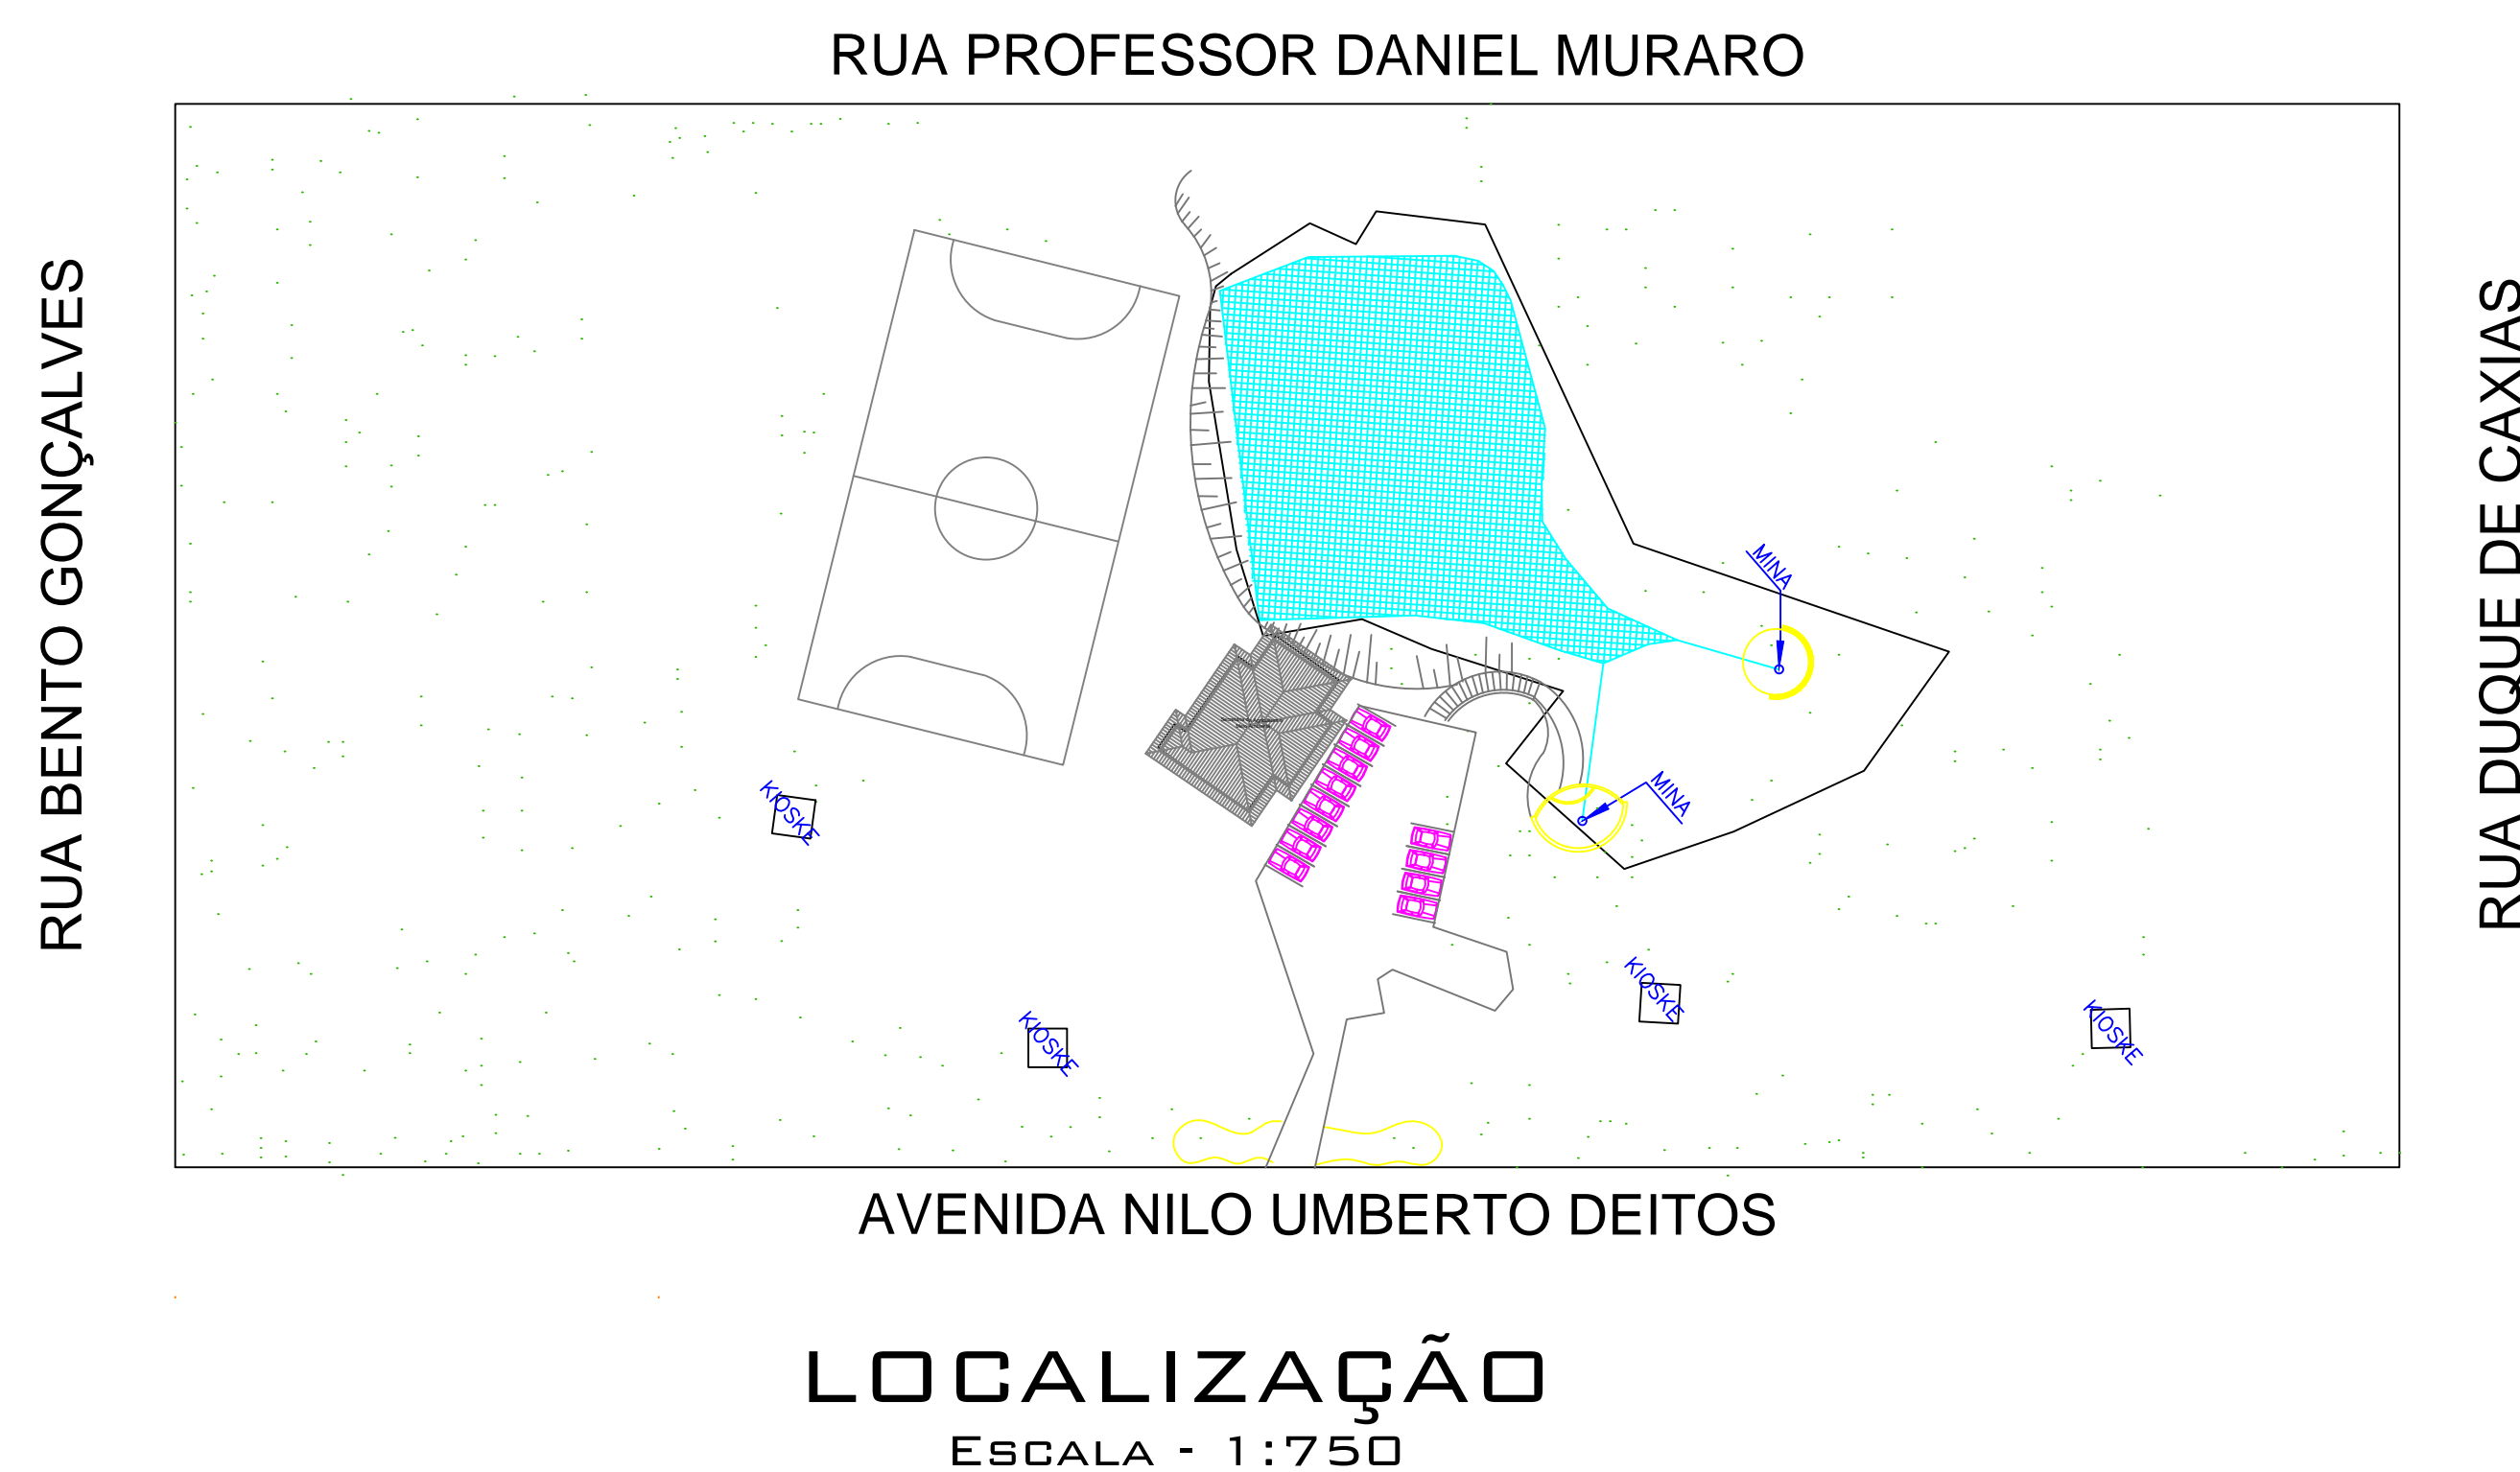 RUA PROFESSOR DANIEL MURARO
RUA BENTO GONÇALVES
RUA DUQUE DE CAXIAS
MINA
MINA
KIOSKE
KIOSKE
KIOSKE
KIOSKE
AVENIDA NILO UMBERTO DEITOS
LOCALIZAÇÃO
ESCALA - 1:750